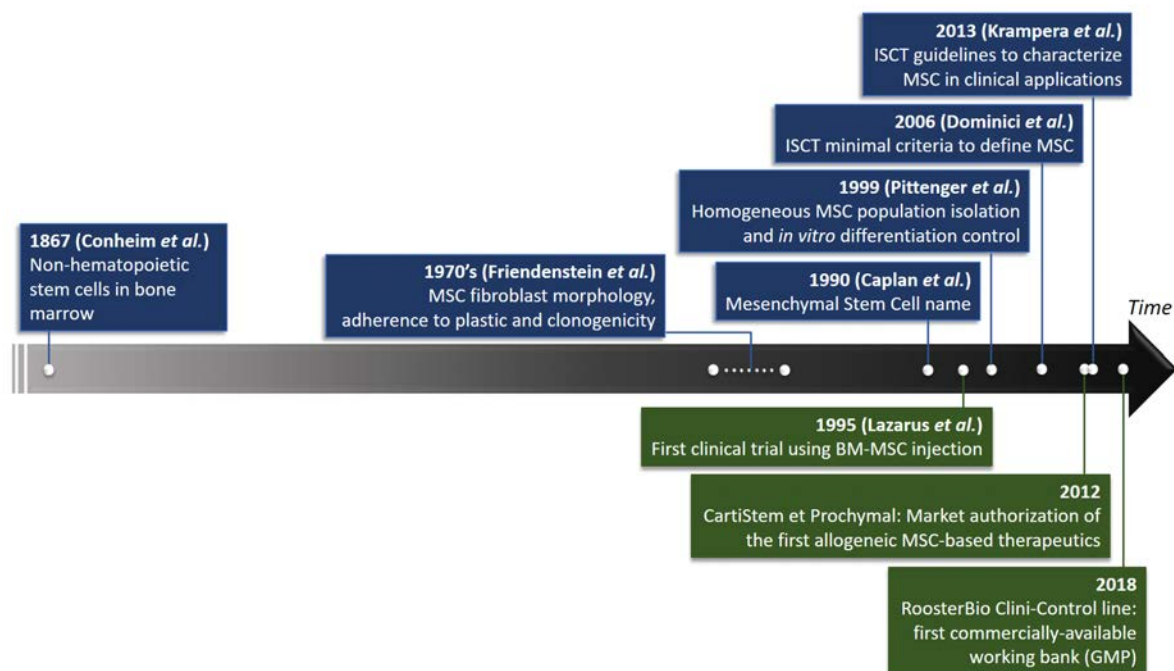 2013 (Krampera et al.)
ISCT guidelines to characterize
MSC in clinical applications
2006 (Dominici et al.)
ISCT minimal criteria to define MSC
1999 (Pittenger et al.)
Homogeneous MSC population isolation
and in vitro differentiation control
1867 (Conheim et al.)
Non-hematopoietic
stem cells in bone
marrow
1970's (Friendenstein et al.)
MSC fibroblast morphology,
adherence to plastic and clonogenicity
1990 (Caplan et al.)
Mesenchymal Stem Cell name
Time
1995 (Lazarus et al.)
First clinical trial using BM-MSC injection
2012
CartiStem et Prochymal: Market authorization of
the first allogeneic MSC-based therapeutics
2018
RoosterBio Clini-Control line:
first commercially-available
working bank (GMP)